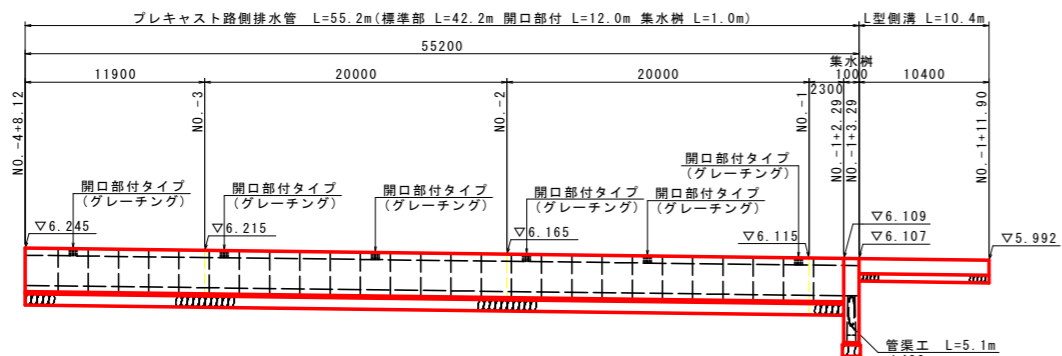 プレキャスト路側排水管 L=55.2m(標準部 L=42.2m 開口部付 L=12.0m 集水桝 L=1.0m)
L型側溝 L=10.4m
55200
集水桝
11900
20000
20000
2300
1000
10400
NO.-4+8.12
NO.-3
NO.-2
NO.-1
NO.-1+2.29
NO.-1+3.29
NO.-1+11.90
開口部付タイプ
(グレーチング)
開口部付タイプ
(グレーチング)
開口部付タイプ
(グレーチング)
開口部付タイプ
(グレーチング)
開口部付タイプ
(グレーチング)
開口部付タイプ
(グレーチング)
▽6.245
▽6.215
▽6.165
▽6.115
▽6.109
▽6.107
▽5.992
管渠工 L=5.1m